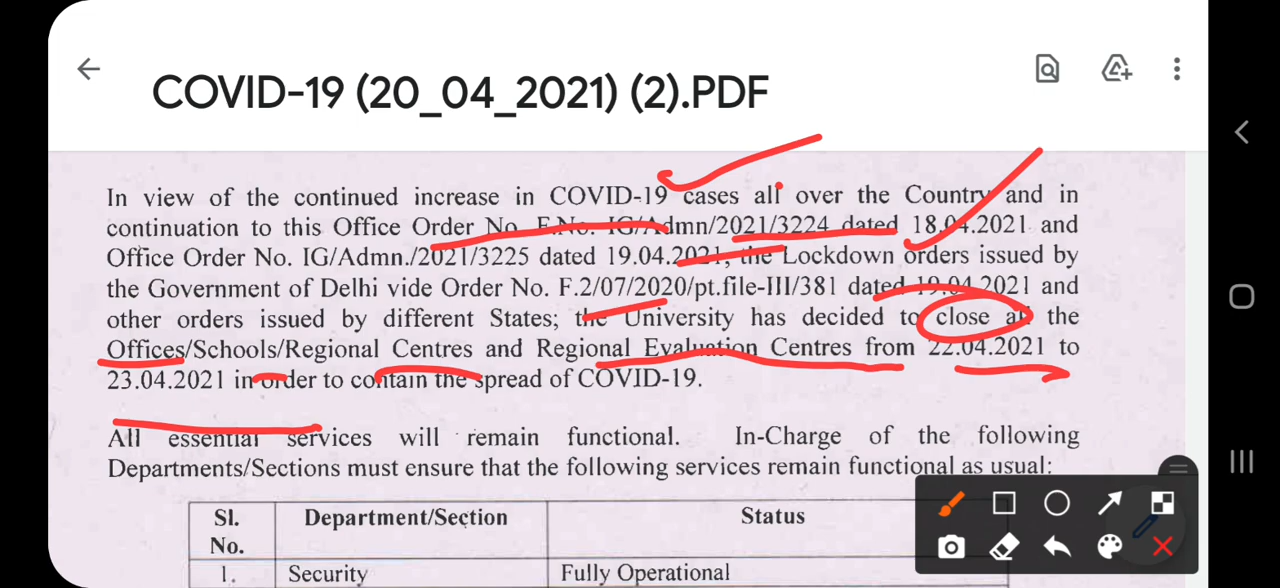 COVID-19 (20_04_2021) (2).PDF
In view of the continued increase in COVID-19 cases all over the Country and in
continuation to this Office Order No. F.No. IG/Admn/2021/3224 dated 18.04.2021 and
Office Order No. IG/Admn./2021/3225 dated 19.04.2021, the Lockdown orders issued by
the Government of Delhi vide Order No. F.2/07/2020/pt.file-III/381 dated 19.04.2021 and
other orders issued by different States; the University has decided to close all the
Offices/Schools/Regional Centres and Regional Evaluation Centres from 22.04.2021 to
23.04.2021 in order to contain the spread of COVID-19.
All essential services will remain functional. In-Charge of the following
Departments/Sections must ensure that the following services remain functional as usual:
Sl. No. Department/Section Status
1. Security Fully Operational